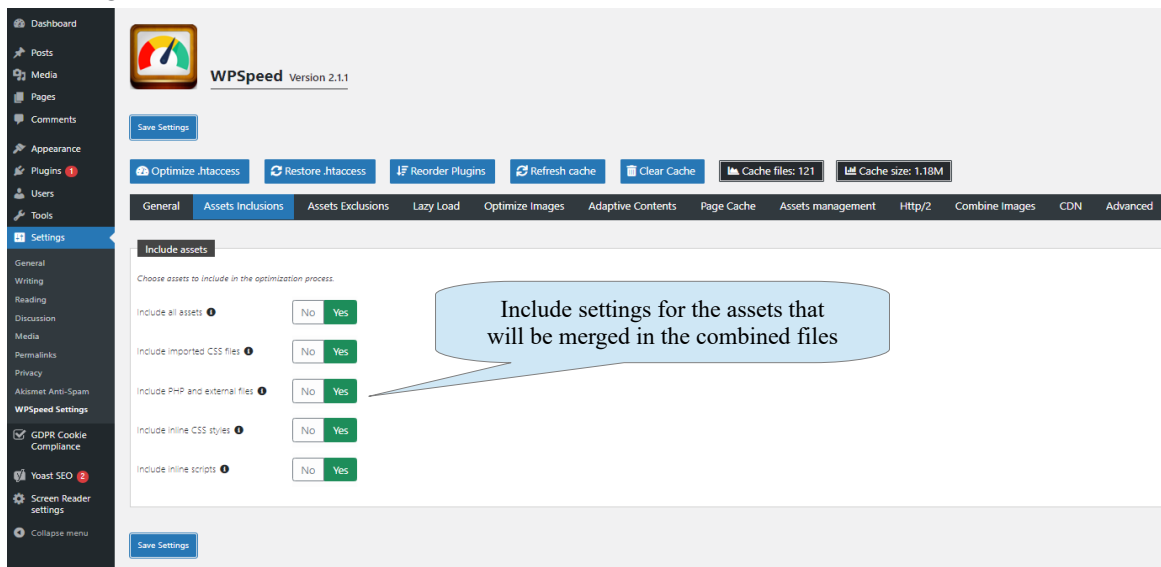 Dashboard
Posts
Media
Pages
Comments
Appearance
Plugins 1
Users
Tools
Settings
General
Writing
Reading
Discussion
Media
Permalinks
Privacy
Akismet Anti-Spam
WPSpeed Settings
GDPR Cookie
Compliance
Yoast SEO 2
Screen Reader
settings
Collapse menu
WPSpeed Version 2.1.1
Save Settings
Optimize .htaccess Restore .htaccess Reorder Plugins Refresh cache Clear Cache Cache files: 121 Cache size: 1.18M
General Assets Inclusions Assets Exclusions Lazy Load Optimize Images Adaptive Contents Page Cache Assets management Http/2 Combine Images CDN Advanced
Include assets
Choose assets to include in the optimization process.
Include all assets No Yes
Include imported CSS files No Yes
Include PHP and external files No Yes
Include inline CSS styles No Yes
Include inline scripts No Yes
Include settings for the assets that
will be merged in the combined files
Save Settings